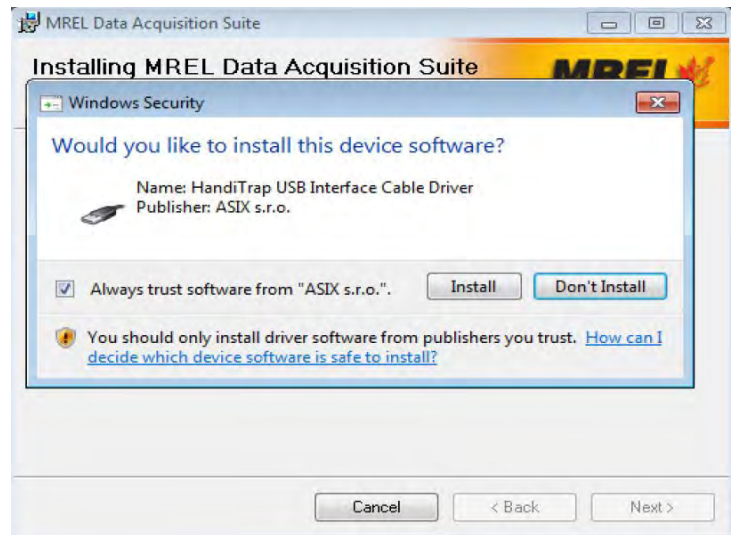 MREL Data Acquisition Suite
Installing MREL Data Acquisition Suite
MREL
Windows Security
Would you like to install this device software?
Name: HandiTrap USB Interface Cable Driver
Publisher: ASIX s.r.o.
Always trust software from "ASIX s.r.o.".
Install
Don't Install
You should only install driver software from publishers you trust. How can I
decide which device software is safe to install?
Cancel
< Back
Next >